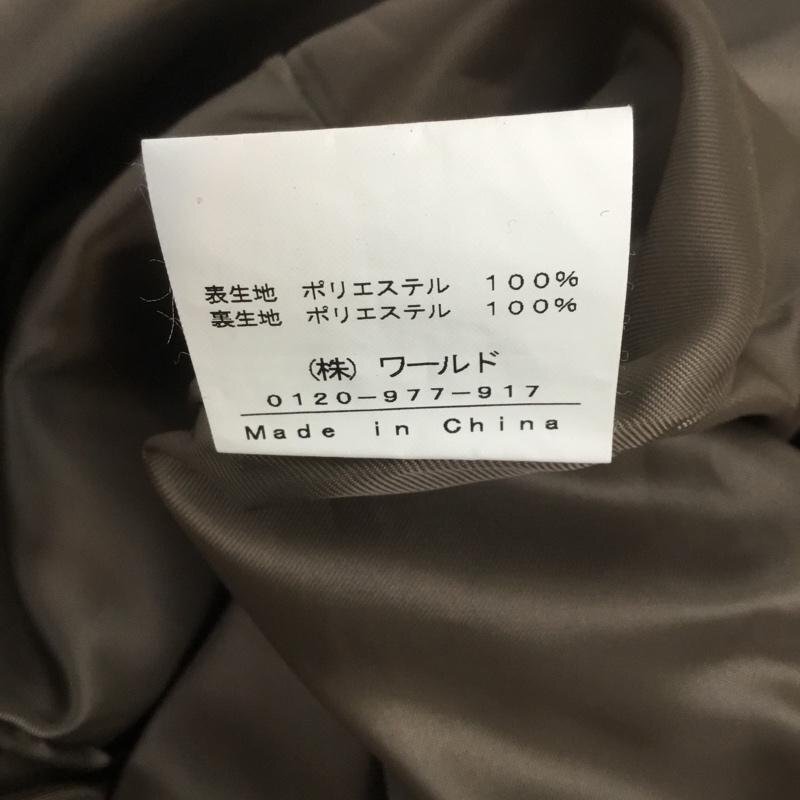 表生地 ポリエステル 100%
裏生地 ポリエステル 100%
(株) ワールド
0120-977-917
Made in China